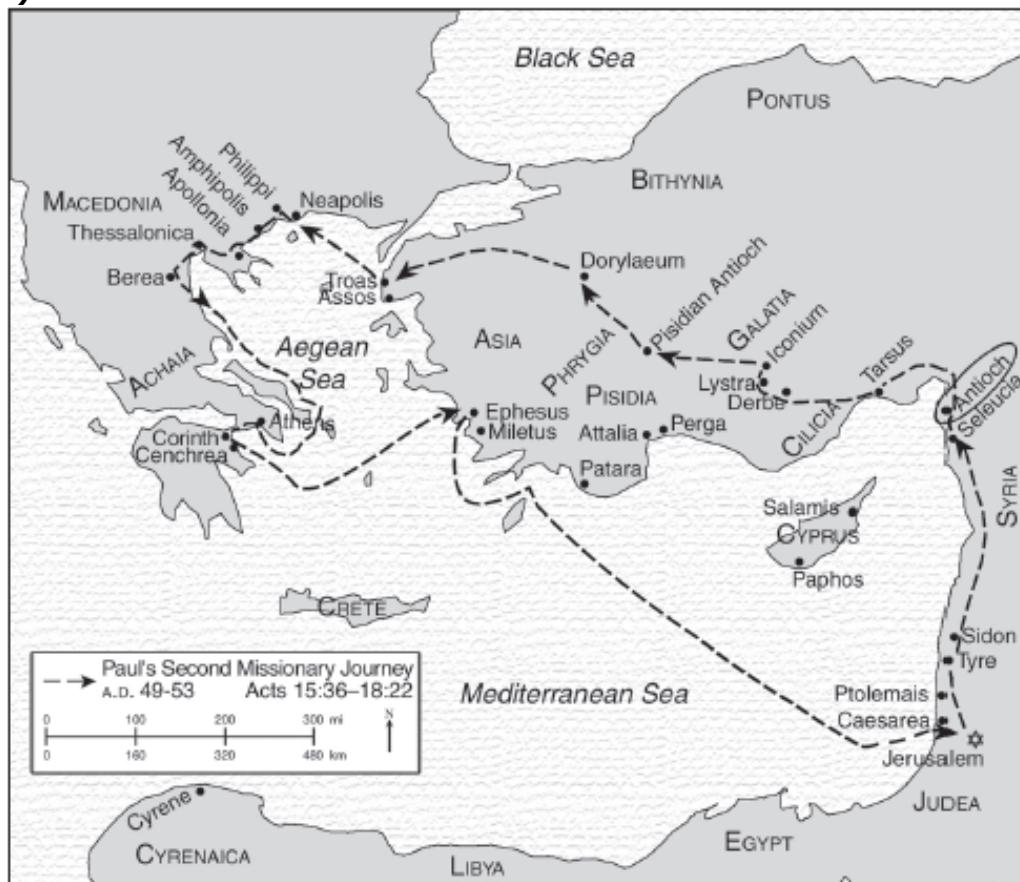 Black Sea
PONTUS
BITHYNIA
MACEDONIA
Philippi
Amphipolis
Apollonia
Neapolis
Thessalonica
Berea
Troas
Assos
Dorylaeum
Pisidian Antioch
GALATIA
Iconium
ASIA
PHRYGIA
Lystra
Derbe
Tarsus
Antioch
Seleucia
Aegean
Sea
ACHAIA
PISIDIA
CILICIA
Athens
Ephesus
Miletus
Corinth
Cenchrea
Attalia
Perga
Patara
SYRIA
Salamis
CYPRUS
Paphos
CRETE
Sidon
Tyre
Paul's Second Missionary Journey
A.D. 49-53 Acts 15:36–18:22
0 100 200 300 mi
0 160 320 480 km
N
Mediterranean Sea
Ptolemais
Caesarea
Jerusalem
Cyrene
JUDEA
CYRENAICA
LIBYA
EGYPT